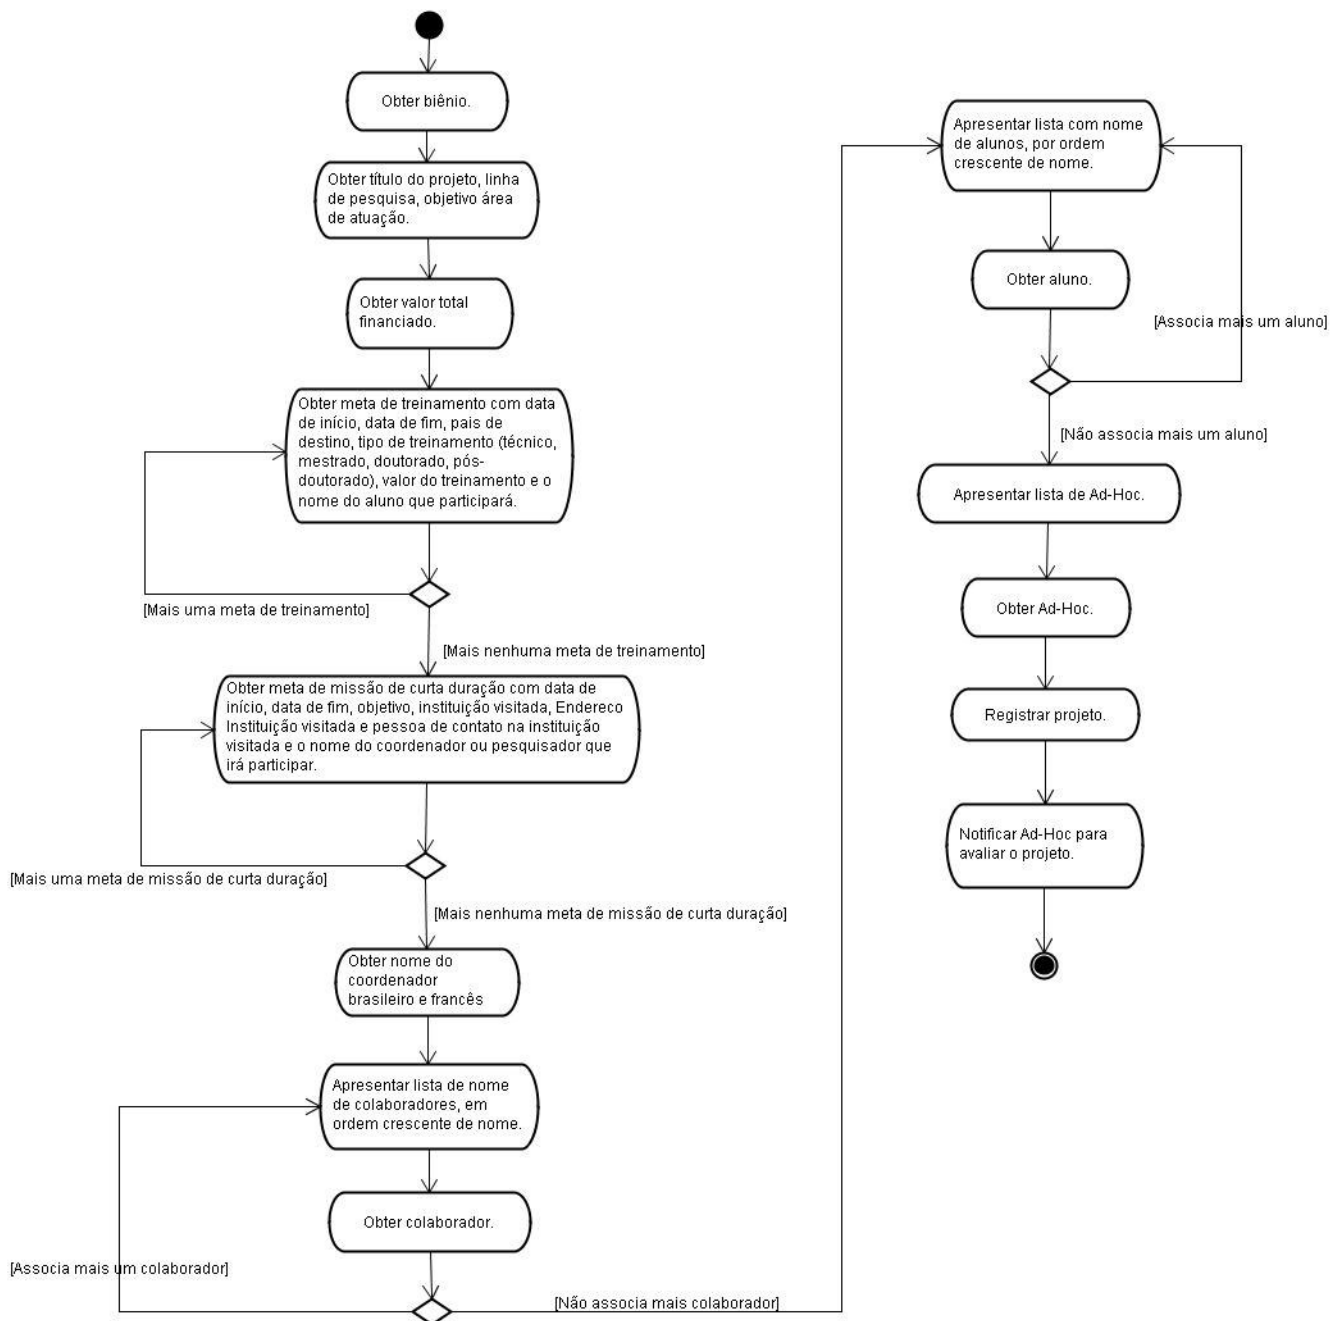 Obter biênio.
Obter título do projeto, linha
de pesquisa, objetivo área
de atuação.
Obter valor total
financiado.
Obter meta de treinamento com data
de início, data de fim, pais de
destino, tipo de treinamento (técnico,
mestrado, doutorado, pós-
doutorado), valor do treinamento e o
nome do aluno que participará.
[Mais uma meta de treinamento]
[Mais nenhuma meta de treinamento]
Obter meta de missão de curta duração com data de
início, data de fim, objetivo, instituição visitada, Endereco
Instituição visitada e pessoa de contato na instituição
visitada e o nome do coordenador ou pesquisador que
irá participar.
[Mais uma meta de missão de curta duração]
[Mais nenhuma meta de missão de curta duração]
Obter nome do
coordenador
brasileiro e francês
Apresentar lista de nome
de colaboradores, em
ordem crescente de nome.
Obter colaborador.
[Associa mais um colaborador]
[Não associa mais colaborador]
Apresentar lista com nome
de alunos, por ordem
crescente de nome.
Obter aluno.
[Associa mais um aluno]
[Não associa mais um aluno]
Apresentar lista de Ad-Hoc.
Obter Ad-Hoc.
Registrar projeto.
Notificar Ad-Hoc para
avaliar o projeto.